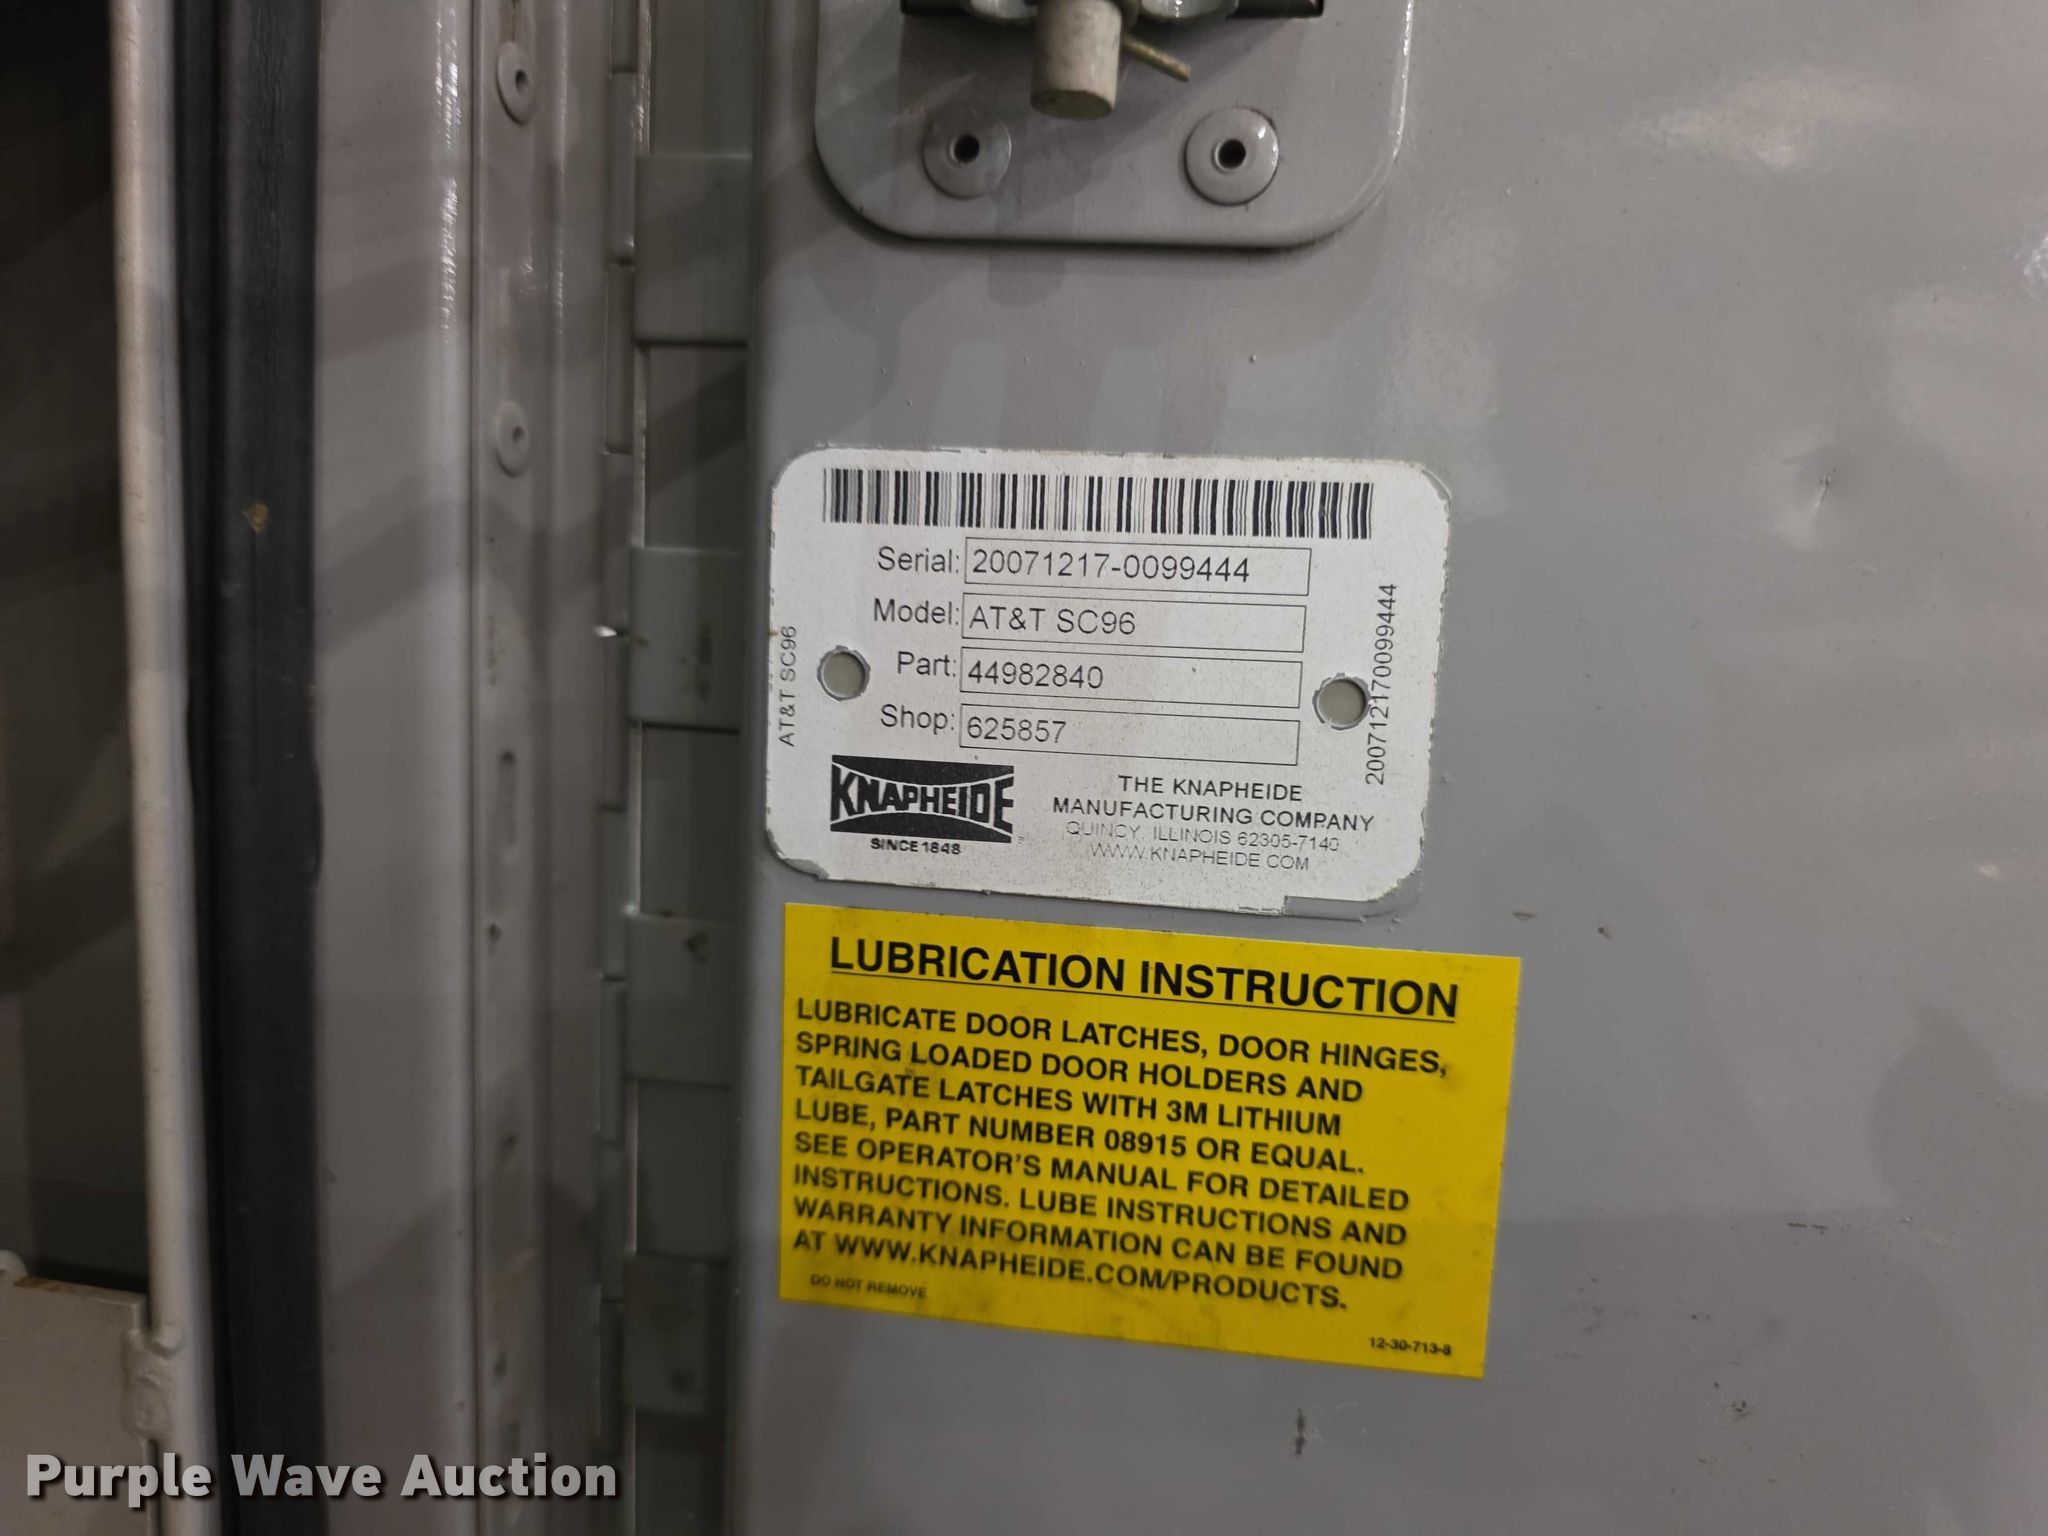 Serial: 20071217-0099444
Model: AT&T SC96
Part: 44982840
Shop: 625857
AT&T SC96
200712170099444
KNAPHEIDE
SINCE 1848
THE KNAPHEIDE
MANUFACTURING COMPANY
QUINCY, ILLINOIS 62305-7140
WWW.KNAPHEIDE.COM
LUBRICATION INSTRUCTION
LUBRICATE DOOR LATCHES, DOOR HINGES,
SPRING LOADED DOOR HOLDERS AND
TAILGATE LATCHES WITH 3M LITHIUM
LUBE, PART NUMBER 08915 OR EQUAL.
SEE OPERATOR'S MANUAL FOR DETAILED
INSTRUCTIONS. LUBE INSTRUCTIONS AND
WARRANTY INFORMATION CAN BE FOUND
AT WWW.KNAPHEIDE.COM/PRODUCTS.
DO NOT REMOVE
12-30-713-8
Purple Wave Auction